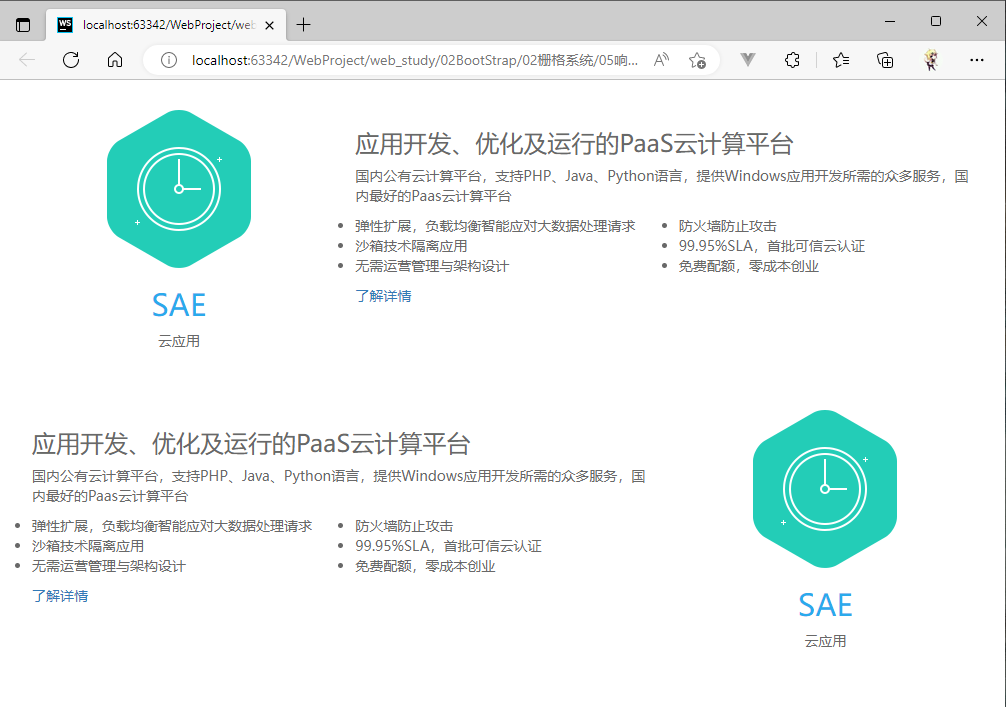 WS localhost:63342/WebProject/web
localhost:63342/WebProject/web_study/02BootStrap/02栅格系统/05响...
SAE
云应用
应用开发、优化及运行的PaaS云计算平台
国内公有云计算平台，支持PHP、Java、Python语言，提供Windows应用开发所需的众多服务，国
内最好的Paas云计算平台
弹性扩展，负载均衡智能应对大数据处理请求
沙箱技术隔离应用
无需运营管理与架构设计
防火墙防止攻击
99.95%SLA，首批可信云认证
免费配额，零成本创业
了解详情
应用开发、优化及运行的PaaS云计算平台
国内公有云计算平台，支持PHP、Java、Python语言，提供Windows应用开发所需的众多服务，国
内最好的Paas云计算平台
弹性扩展，负载均衡智能应对大数据处理请求
沙箱技术隔离应用
无需运营管理与架构设计
防火墙防止攻击
99.95%SLA，首批可信云认证
免费配额，零成本创业
了解详情
SAE
云应用